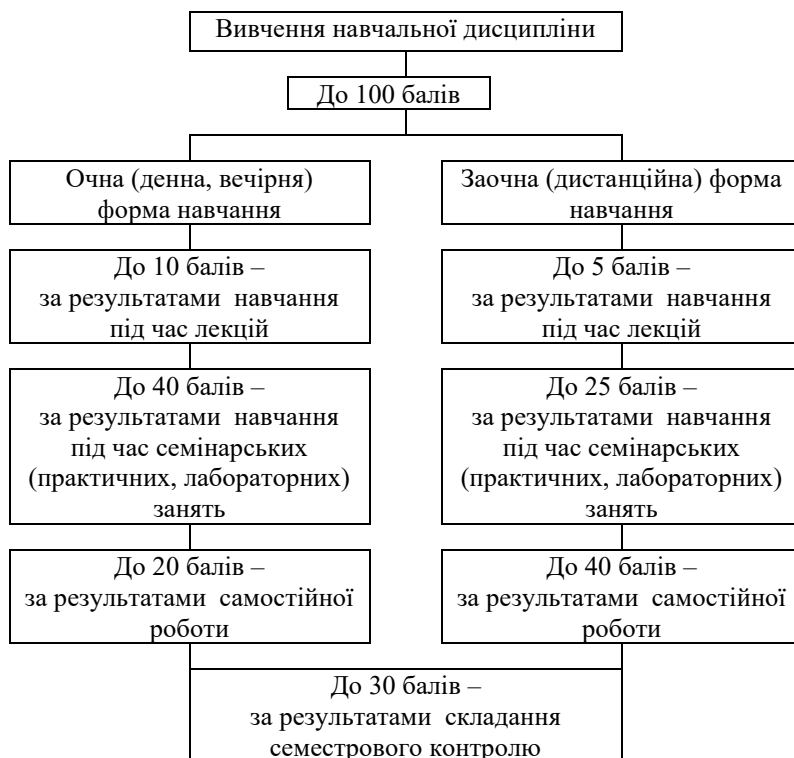 Вивчення навчальної дисципліни
До 100 балів
Очна (денна, вечірня)
форма навчання
Заочна (дистанційна) форма
навчання
До 10 балів –
за результатами навчання
під час лекцій
До 5 балів –
за результатами навчання
під час лекцій
До 40 балів –
за результатами навчання
під час семінарських
(практичних, лабораторних)
занять
До 25 балів –
за результатами навчання
під час семінарських
(практичних, лабораторних)
занять
До 20 балів –
за результатами самостійної
роботи
До 40 балів –
за результатами самостійної
роботи
До 30 балів –
за результатами складання
семестрового контролю